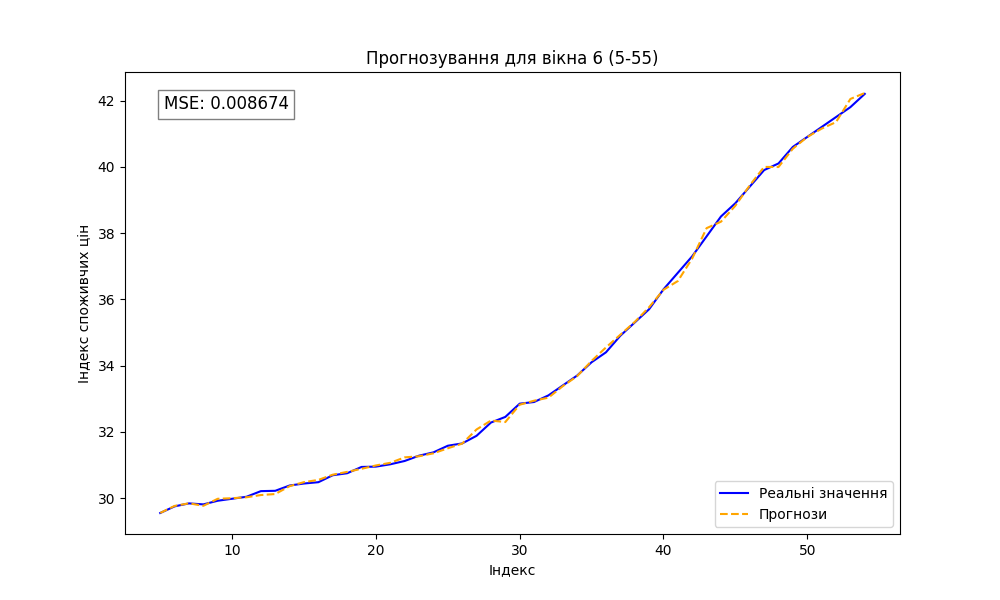 Прогнозування для вікна 6 (5-55)
MSE: 0.008674
Індекс споживчих цін
42
40
38
36
34
32
30
10
20
30
40
50
Індекс
Реальні значення
Прогнози